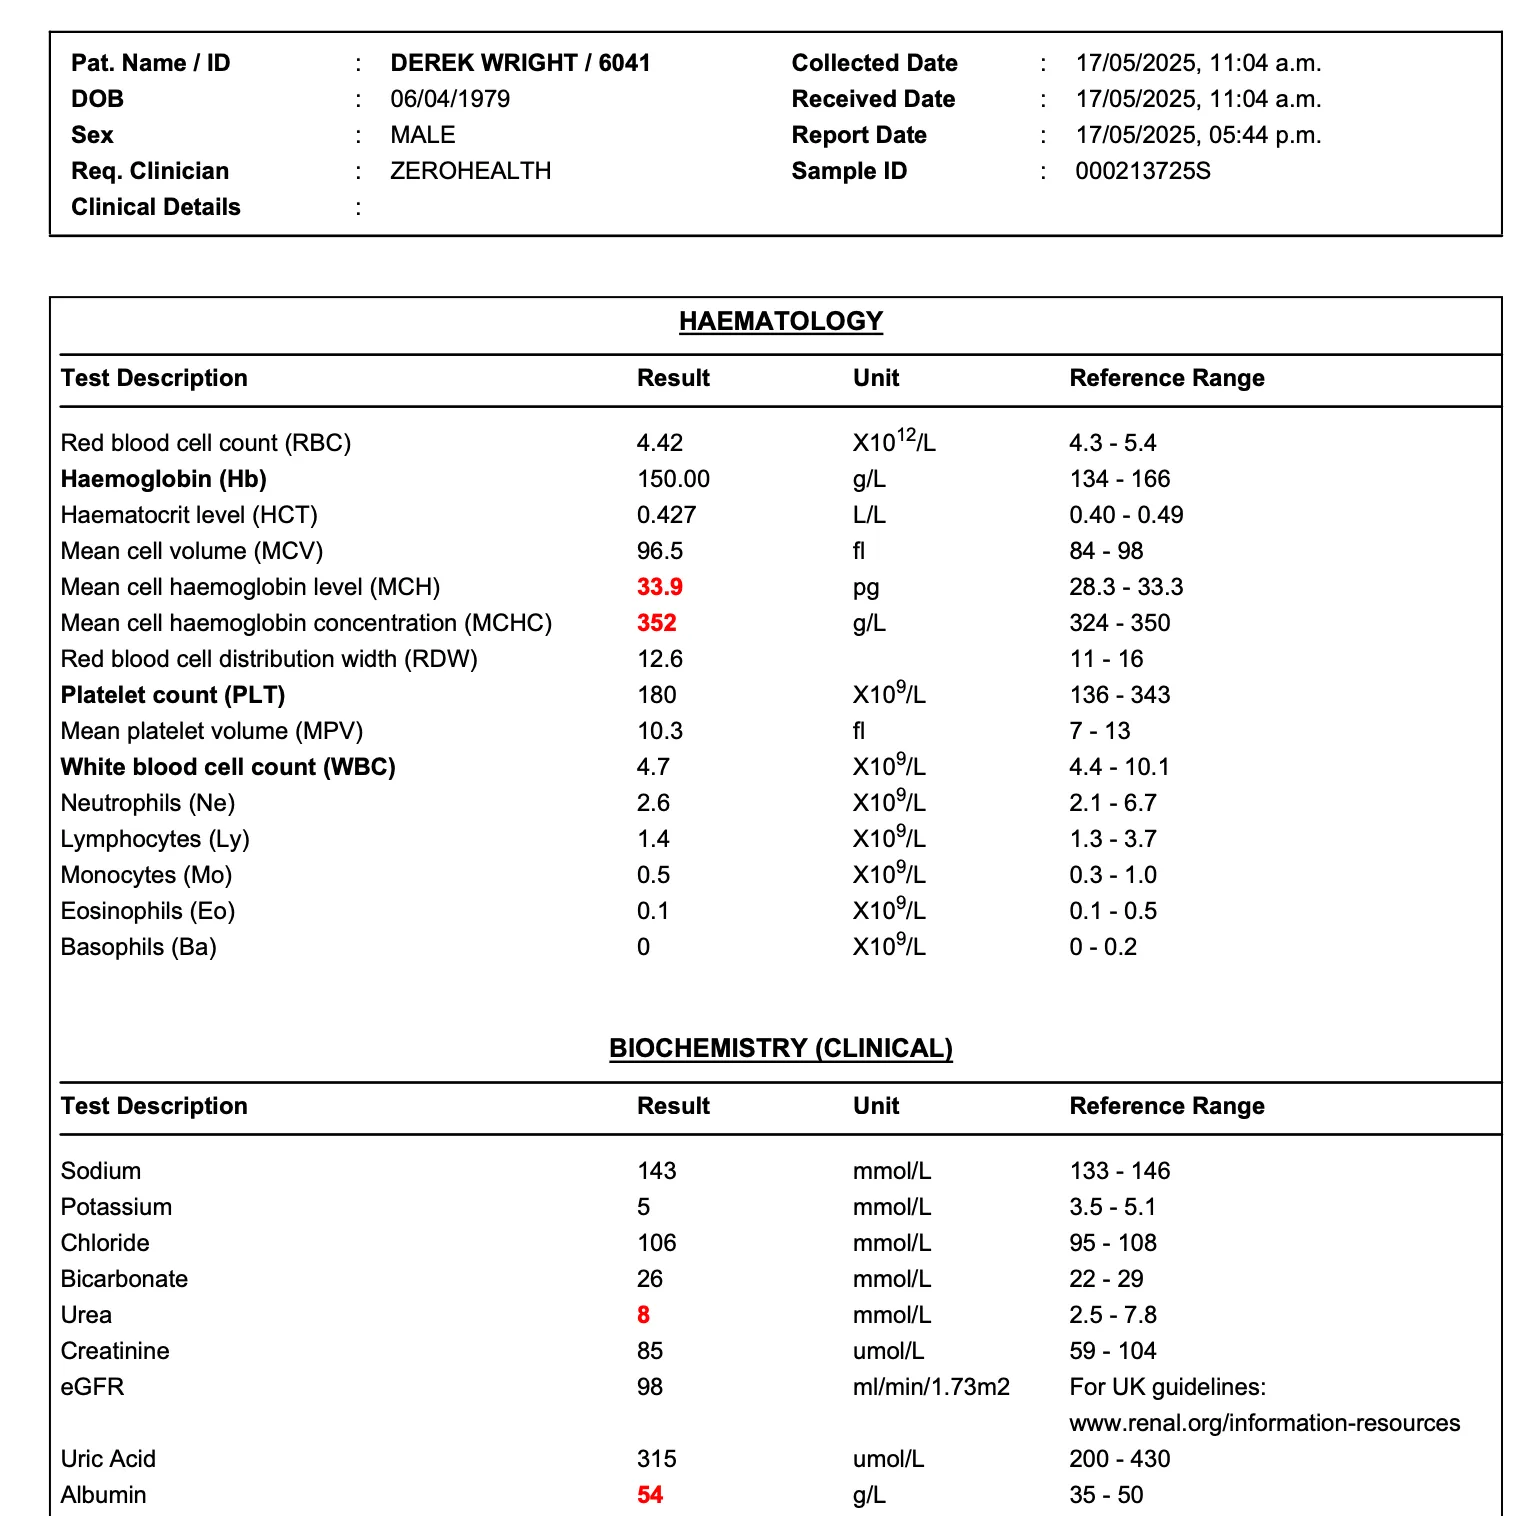 Pat. Name / ID : DEREK WRIGHT / 6041 Collected Date : 17/05/2025, 11:04 a.m.
DOB : 06/04/1979 Received Date : 17/05/2025, 11:04 a.m.
Sex : MALE Report Date : 17/05/2025, 05:44 p.m.
Req. Clinician : ZEROHEALTH Sample ID : 000213725S
Clinical Details :
HAEMATOLOGY
Test Description Result Unit Reference Range
Red blood cell count (RBC) 4.42 X10^12/L 4.3 - 5.4
Haemoglobin (Hb) 150.00 g/L 134 - 166
Haematocrit level (HCT) 0.427 L/L 0.40 - 0.49
Mean cell volume (MCV) 96.5 fl 84 - 98
Mean cell haemoglobin level (MCH) 33.9 pg 28.3 - 33.3
Mean cell haemoglobin concentration (MCHC) 352 g/L 324 - 350
Red blood cell distribution width (RDW) 12.6 11 - 16
Platelet count (PLT) 180 X10^9/L 136 - 343
Mean platelet volume (MPV) 10.3 fl 7 - 13
White blood cell count (WBC) 4.7 X10^9/L 4.4 - 10.1
Neutrophils (Ne) 2.6 X10^9/L 2.1 - 6.7
Lymphocytes (Ly) 1.4 X10^9/L 1.3 - 3.7
Monocytes (Mo) 0.5 X10^9/L 0.3 - 1.0
Eosinophils (Eo) 0.1 X10^9/L 0.1 - 0.5
Basophils (Ba) 0 X10^9/L 0 - 0.2
BIOCHEMISTRY (CLINICAL)
Test Description Result Unit Reference Range
Sodium 143 mmol/L 133 - 146
Potassium 5 mmol/L 3.5 - 5.1
Chloride 106 mmol/L 95 - 108
Bicarbonate 26 mmol/L 22 - 29
Urea 8 mmol/L 2.5 - 7.8
Creatinine 85 umol/L 59 - 104
eGFR 98 ml/min/1.73m2 For UK guidelines:
www.renal.org/information-resources
Uric Acid 315 umol/L 200 - 430
Albumin 54 g/L 35 - 50